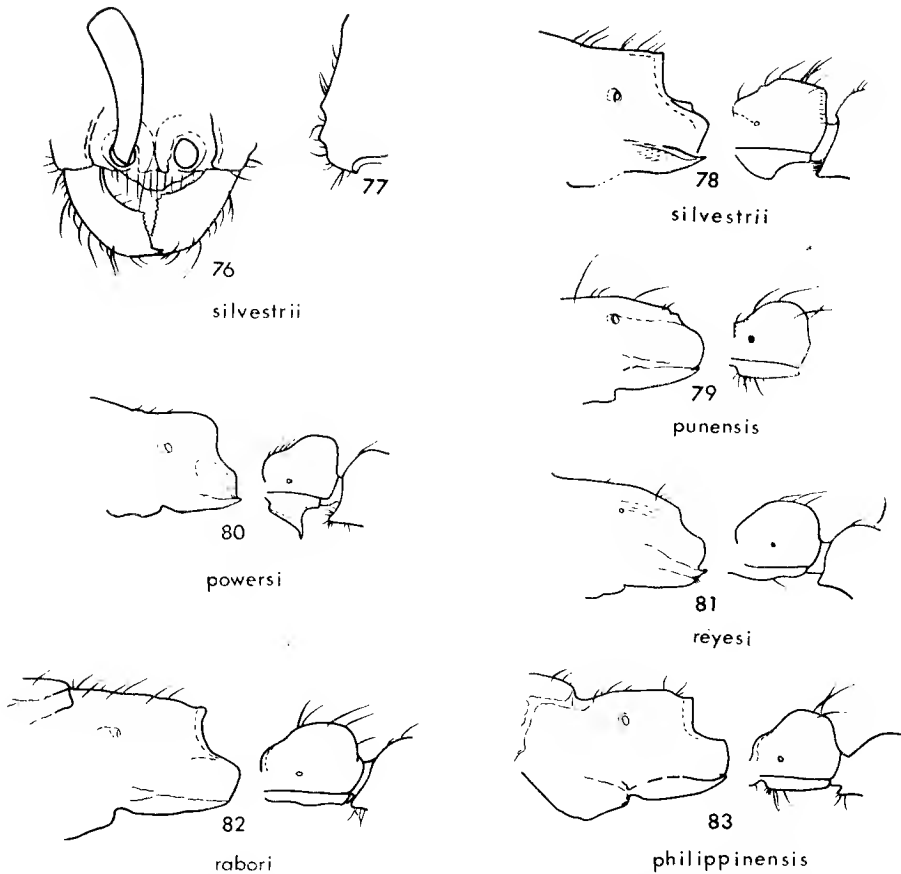 76
silvestrii
77
78
silvestrii
79
punensis
80
powersi
81
reyesi
82
rabori
83
philippinensis